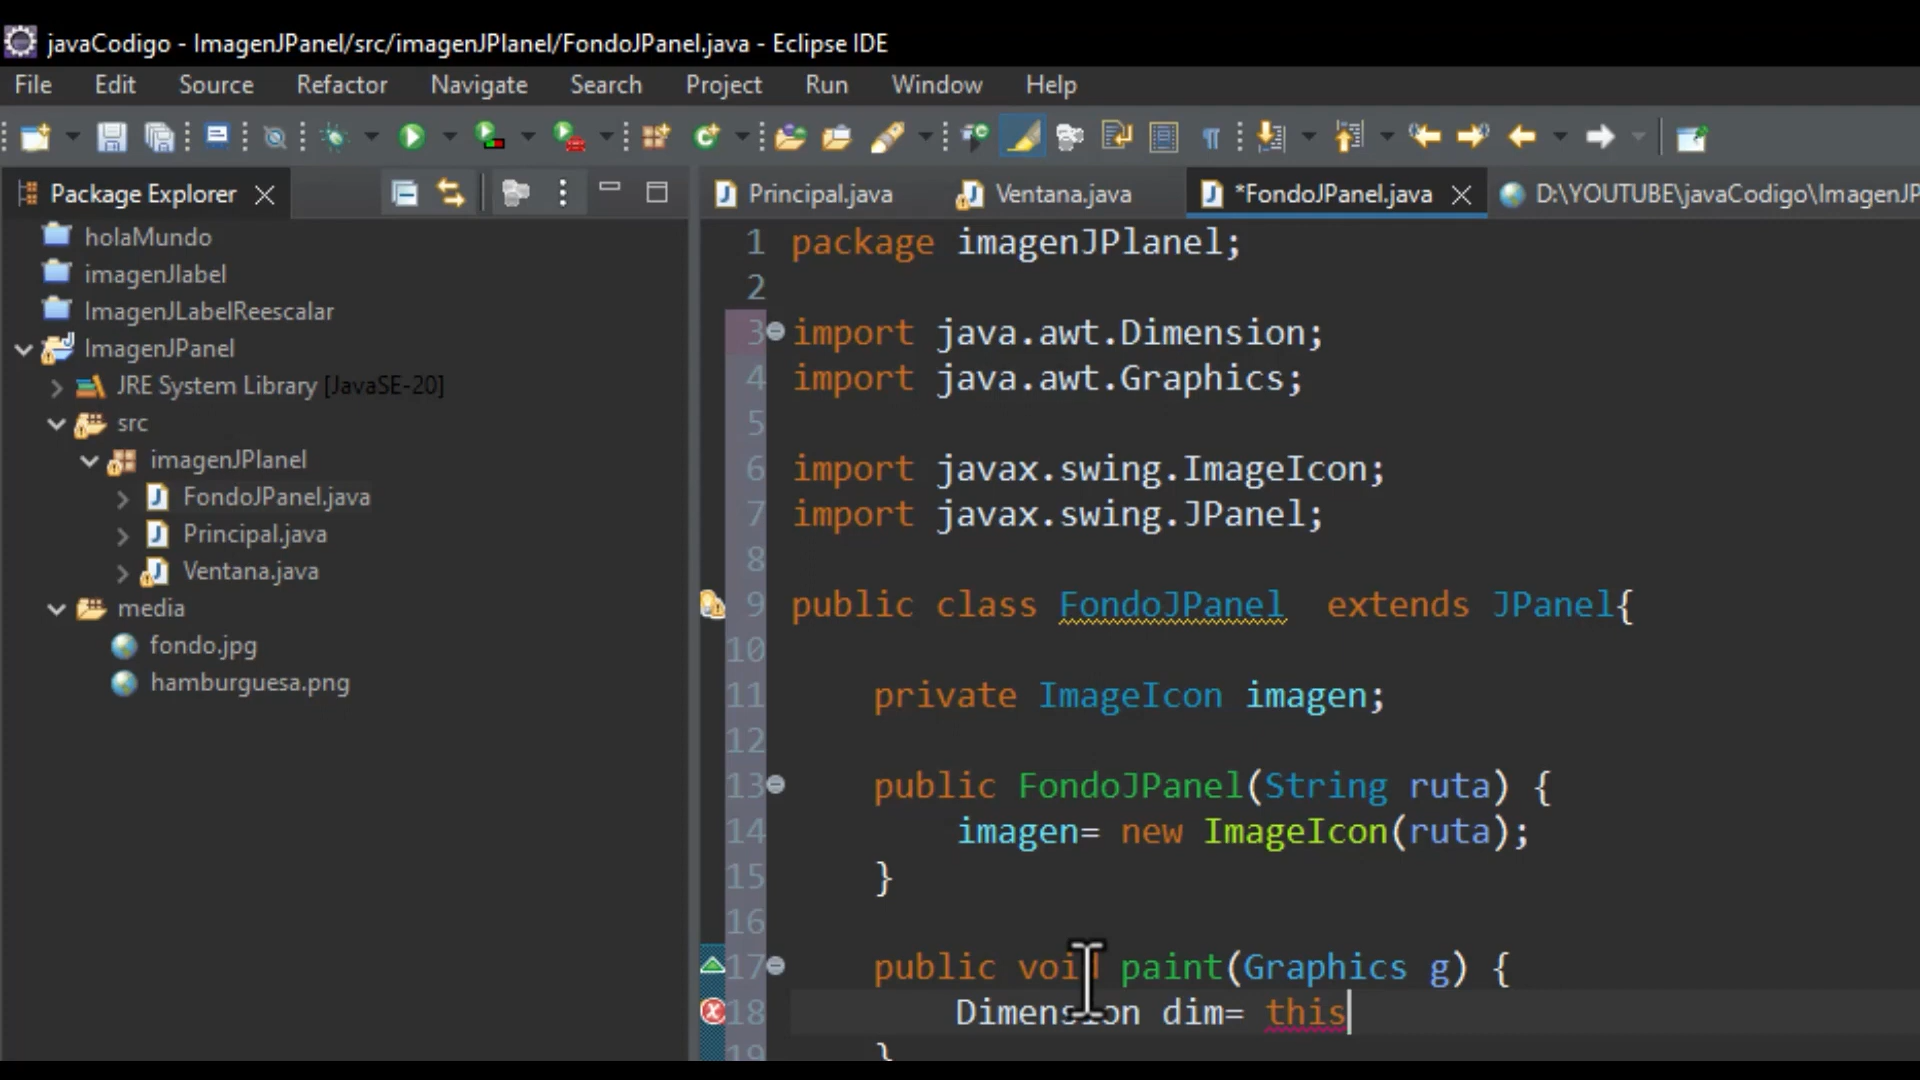 javaCodigo - ImagenJPanel/src/imagenJPlanel/FondoJPanel.java - Eclipse IDE
File Edit Source Refactor Navigate Search Project Run Window Help
Package Explorer
holaMundo
imagenJlabel
ImagenJLabelReescalar
ImagenJPanel
JRE System Library [JavaSE-20]
src
imagenJPlanel
FondoJPanel.java
Principal.java
Ventana.java
media
fondo.jpg
hamburguesa.png
Principal.java Ventana.java *FondoJPanel.java D:\YOUTUBE\javaCodigo\ImagenJP
1 package imagenJPlanel;
2
3 import java.awt.Dimension;
4 import java.awt.Graphics;
5
6 import javax.swing.ImageIcon;
7 import javax.swing.JPanel;
8
9 public class FondoJPanel  extends JPanel{
10
11 private ImageIcon imagen;
12
13 public FondoJPanel(String ruta) {
14 imagen= new ImageIcon(ruta);
15 }
16
17 public void paint(Graphics g) {
18 Dimension dim= this
19 }